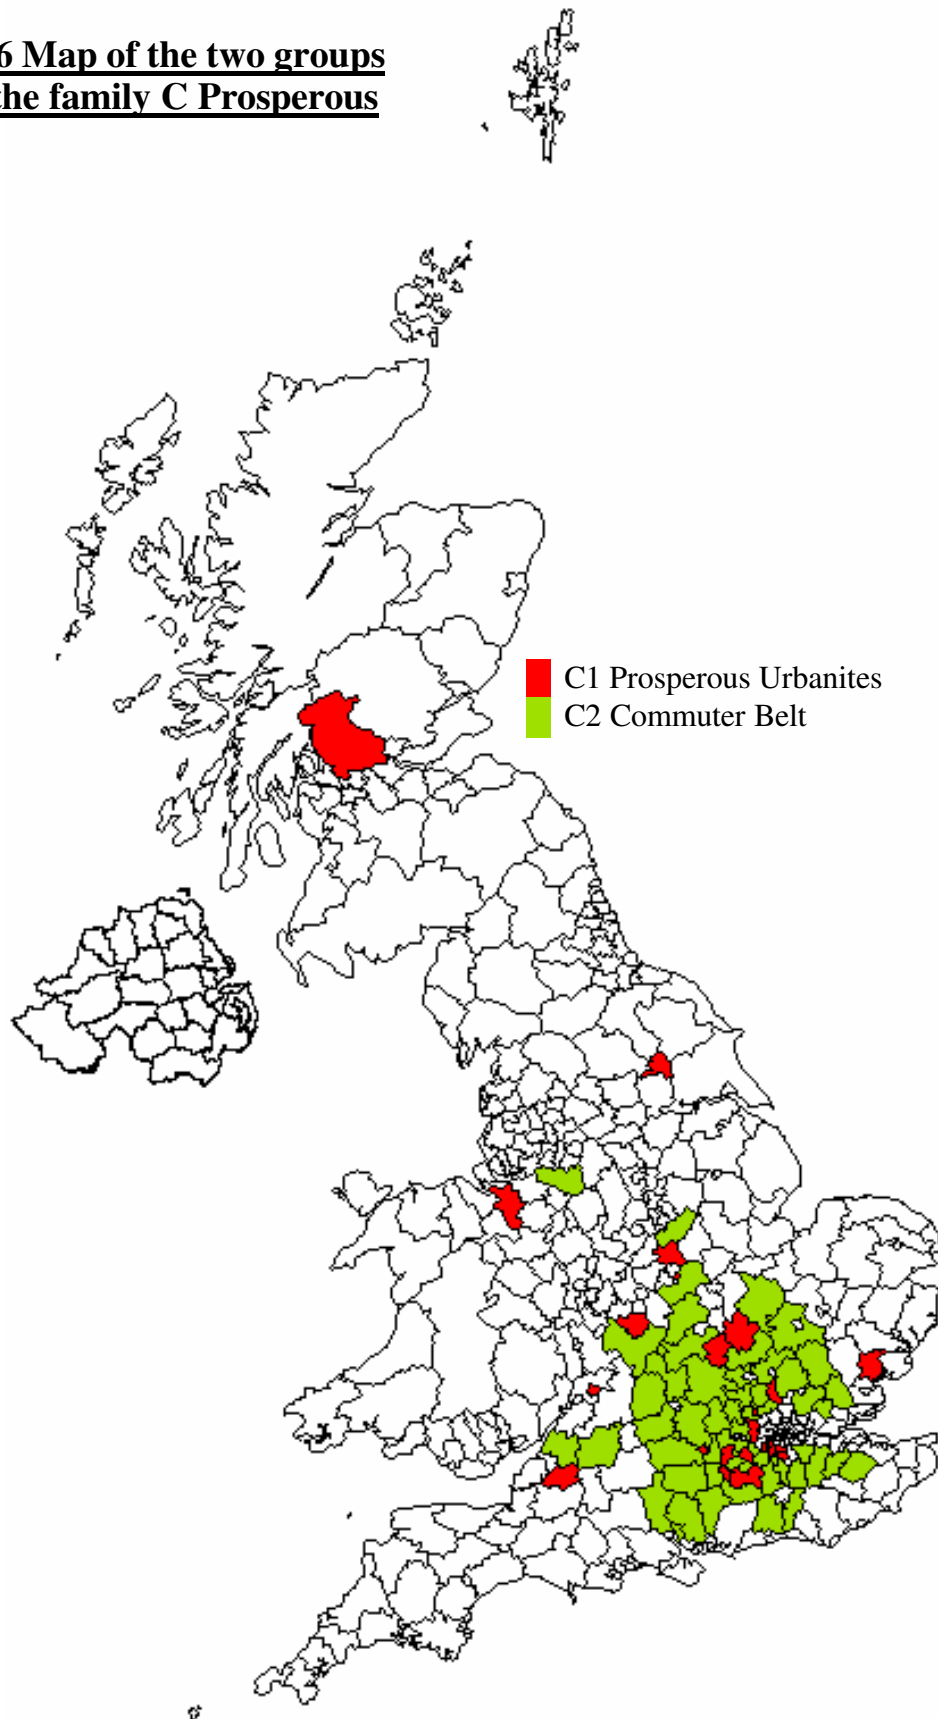 6 Map of the two groups
the family C Prosperous
C1 Prosperous Urbanites
C2 Commuter Belt